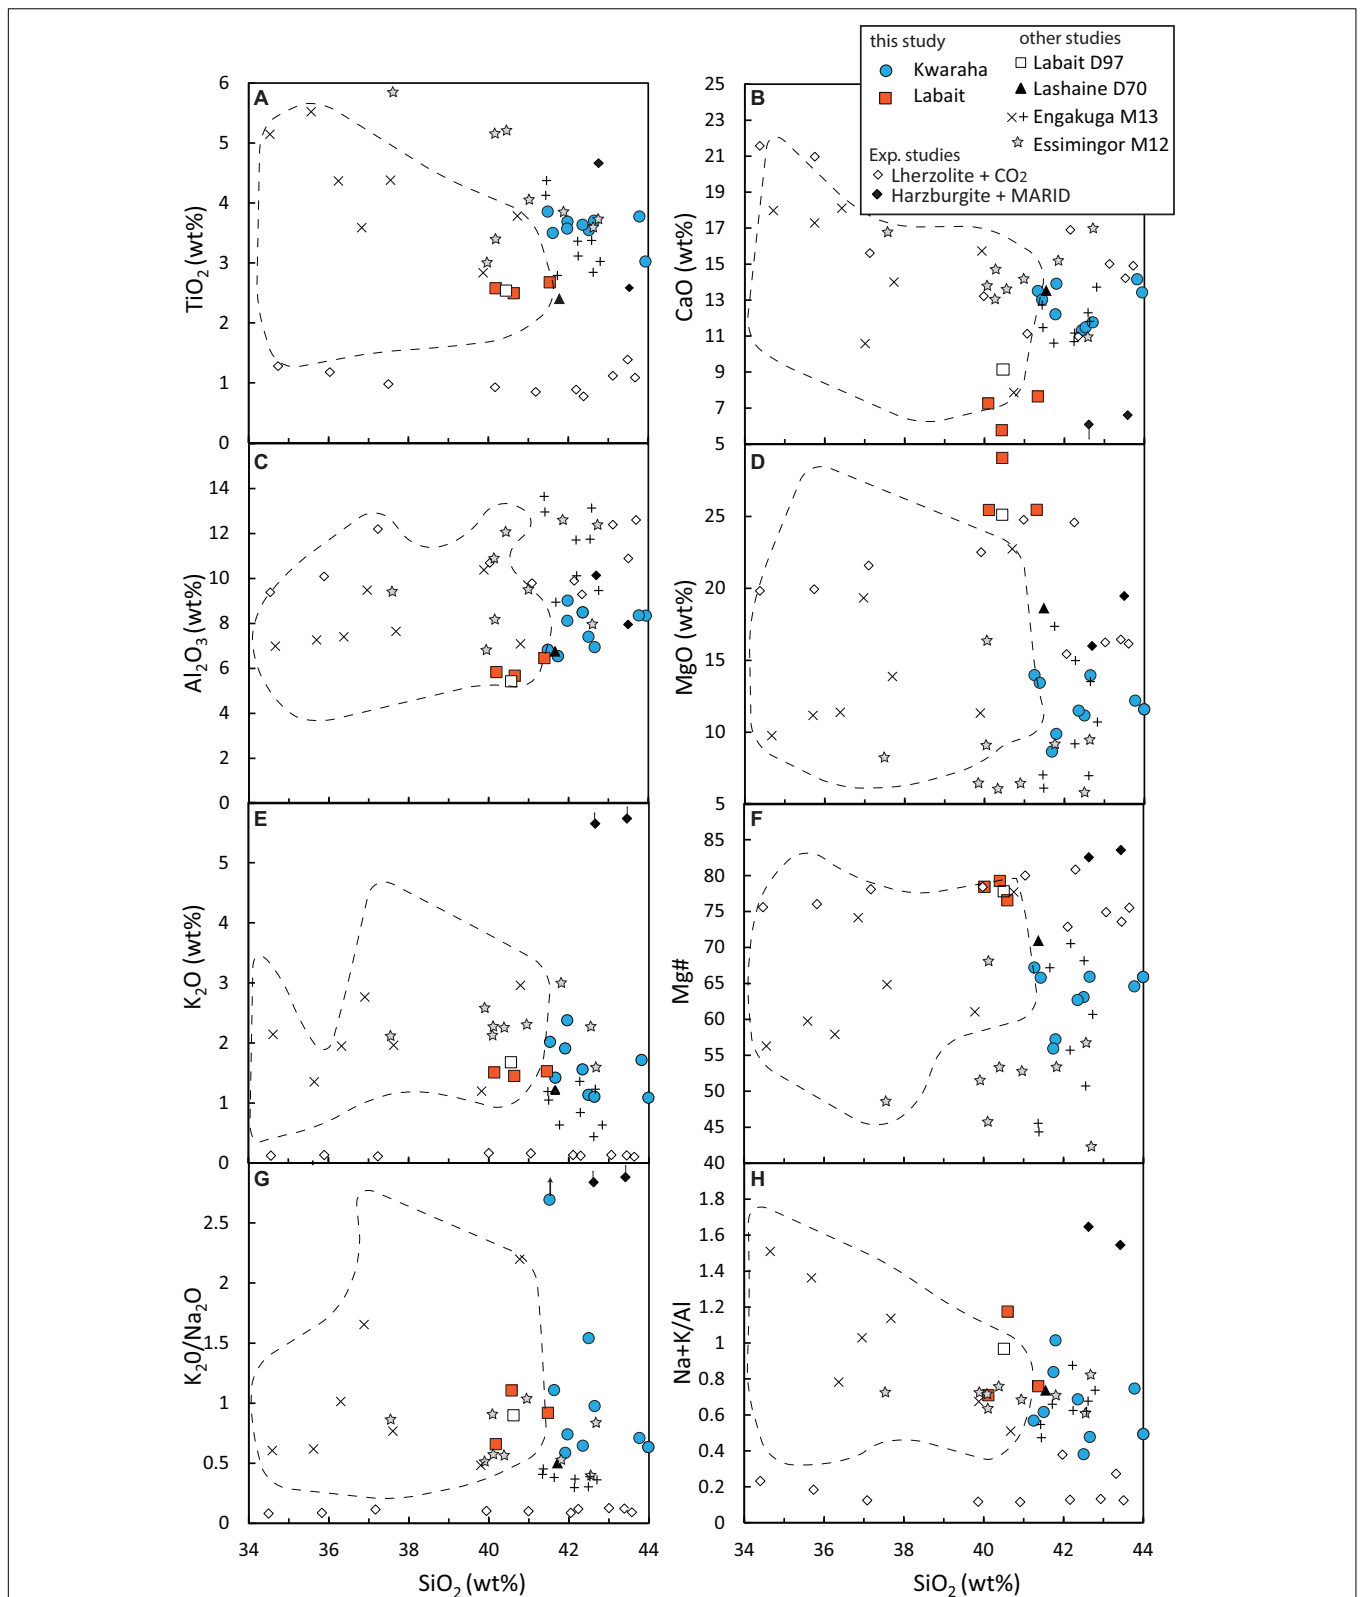 this study
Kwaraha
Labait
other studies
Labait D97
Lashaine D70
Engakuga M13
Essimingor M12
Exp. studies
Lherzolite + CO2
Harzburgite + MARID
A
TiO2 (wt%)
6
5
4
3
2
1
0
B
CaO (wt%)
25
23
21
19
17
15
13
11
9
7
5
C
Al2O3 (wt%)
14
12
10
8
6
4
2
0
D
MgO (wt%)
25
20
15
10
5
E
K2O (wt%)
5
4
3
2
1
0
F
Mg#
85
80
75
70
65
60
55
50
45
40
G
K20/Na2O
2.5
2
1.5
1
0.5
0
H
Na+K/Al
1.8
1.6
1.4
1.2
1
0.8
0.6
0.4
0.2
0
34 36 38 40 42 44
SiO2 (wt%)
34 36 38 40 42 44
SiO2 (wt%)